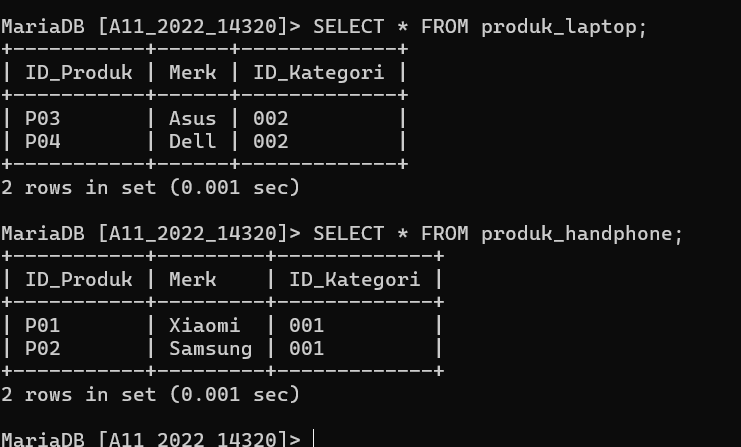 MariaDB [A11_2022_14320]> SELECT * FROM produk_laptop;
+-----------+------+-------------+
| ID_Produk | Merk | ID_Kategori |
+-----------+------+-------------+
| P03       | Asus | 002         |
| P04       | Dell | 002         |
+-----------+------+-------------+
2 rows in set (0.001 sec)
MariaDB [A11_2022_14320]> SELECT * FROM produk_handphone;
+-----------+---------+-------------+
| ID_Produk | Merk    | ID_Kategori |
+-----------+---------+-------------+
| P01       | Xiaomi  | 001         |
| P02       | Samsung | 001         |
+-----------+---------+-------------+
2 rows in set (0.001 sec)
MariaDB [A11_2022_14320]>